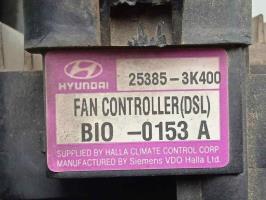 25385-3K400
HYUNDAI
FAN CONTROLLER(DSL)
BIO -0153 A
SUPPLIED BY HALLA CLIMATE CONTROL CORP.
MANUFACTURED BY Siemens VDO Halla Ltd.